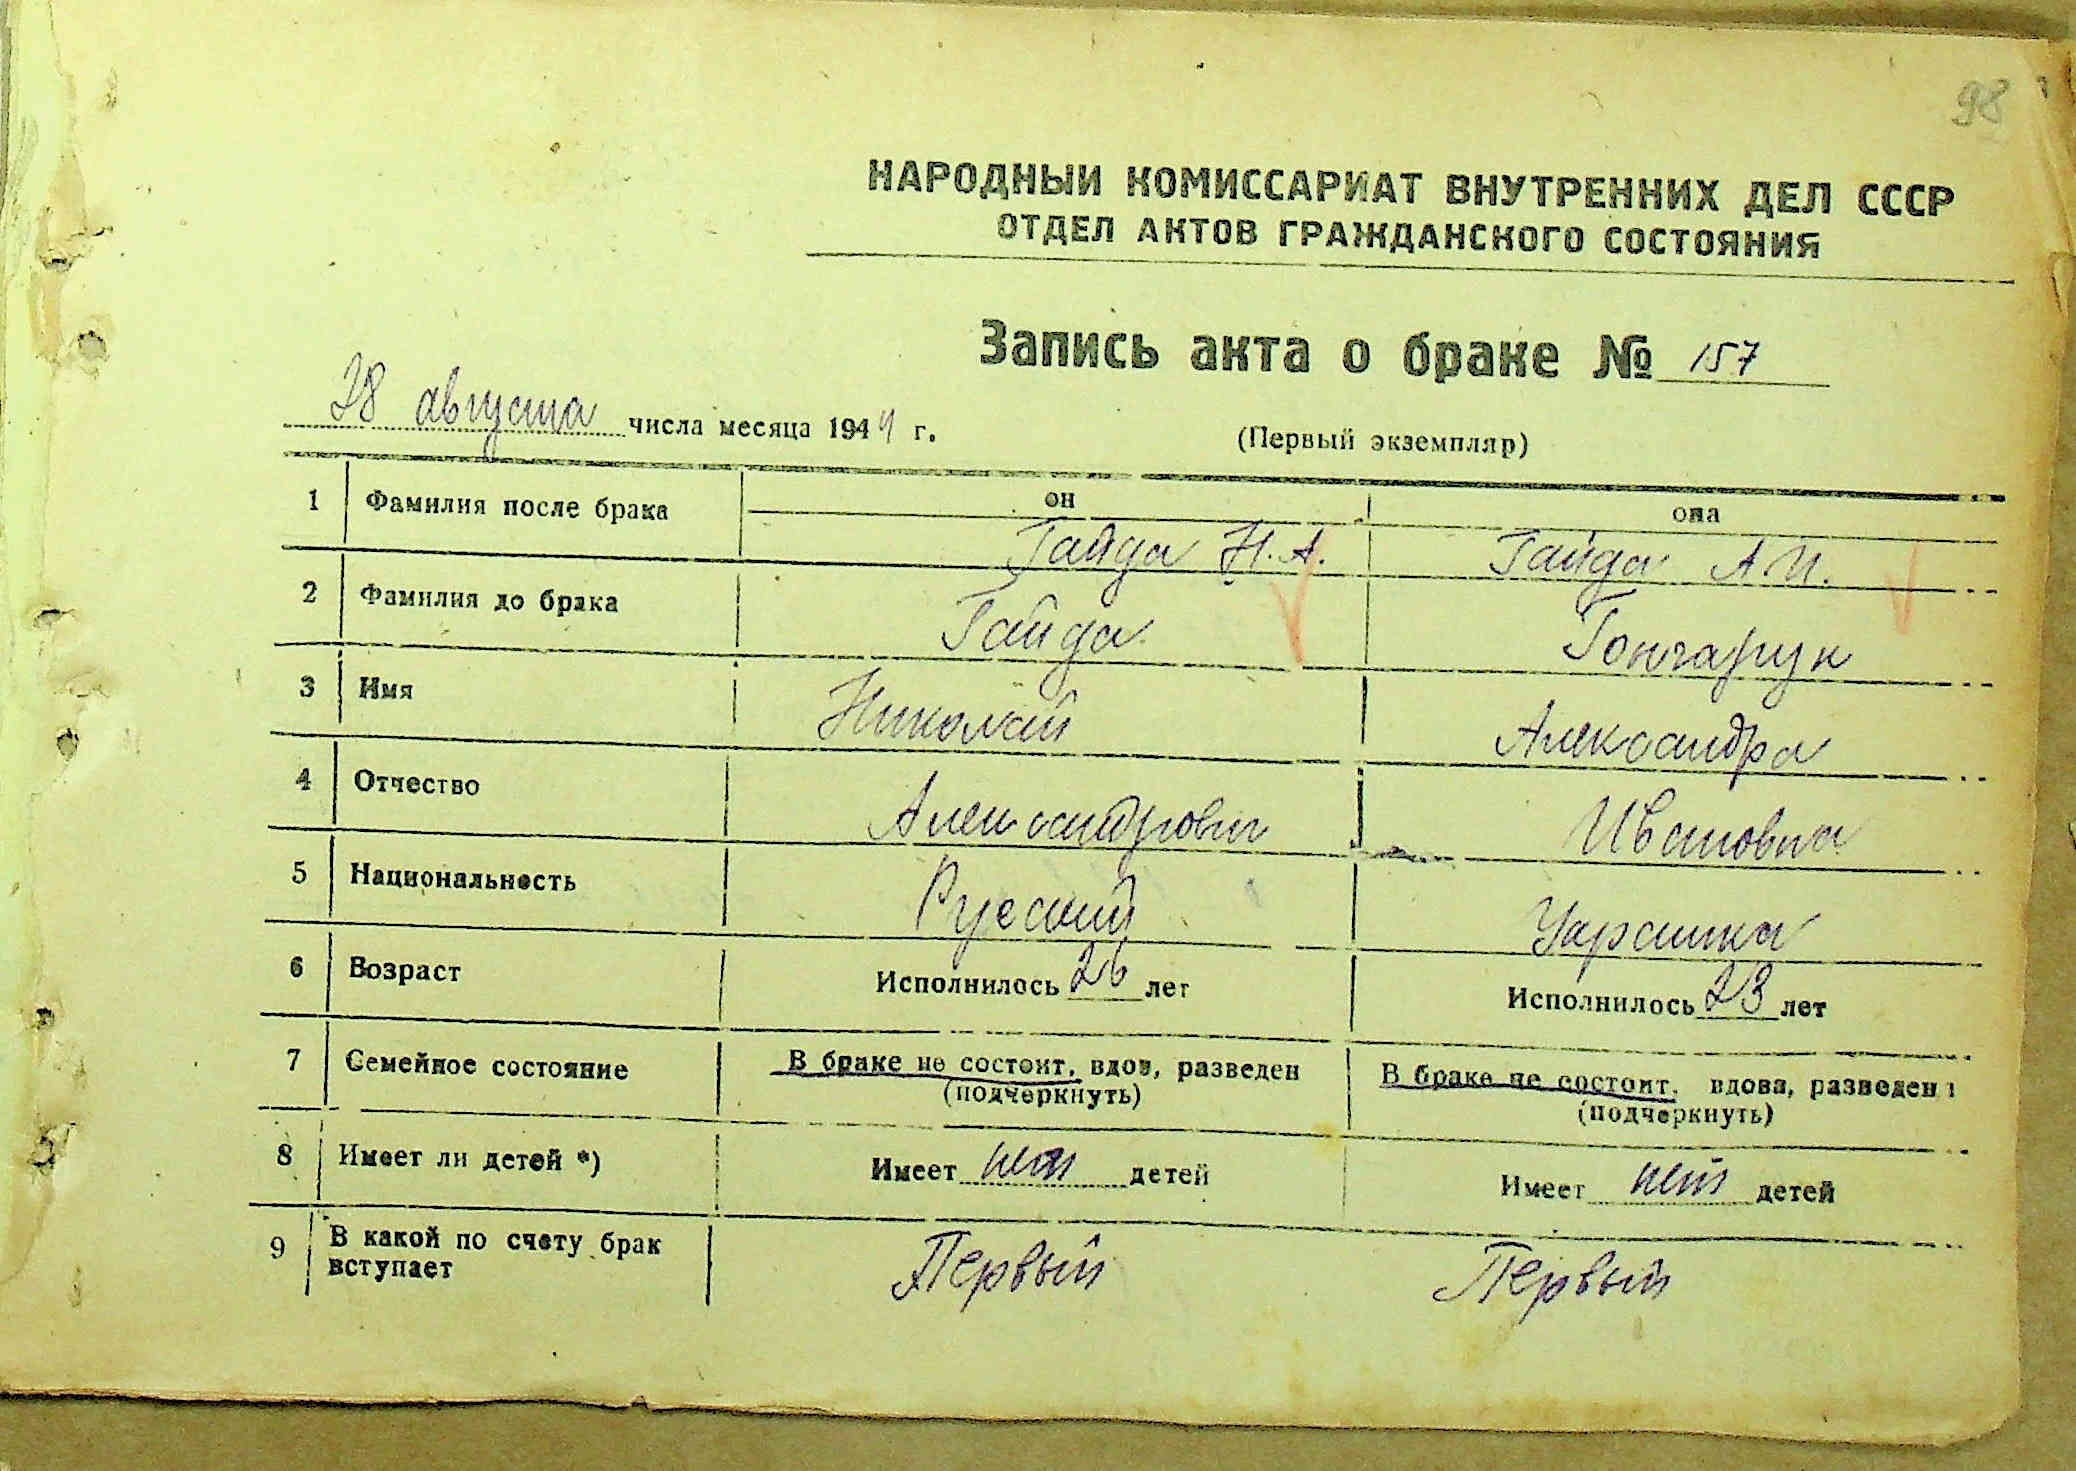 98
НАРОДНЫЙ КОМИССАРИАТ ВНУТРЕННИХ ДЕЛ СССР
ОТДЕЛ АКТОВ ГРАЖДАНСКОГО СОСТОЯНИЯ
Запись акта о браке № 157
28 августа числа месяца 1944 г.
(Первый экземпляр)
он она
1 Фамилия после брака Гайда Н.А. Гайда А.И.
2 Фамилия до брака Гайда Гончарук
3 Имя Николай Александра
4 Отчество Александрович Ивановна
5 Национальность Русский Украинка
6 Возраст Исполнилось 26 лет Исполнилось 23 лет
7 Семейное состояние В браке не состоит, вдов, разведен В браке не состоит, вдова, разведена
(подчеркнуть) (подчеркнуть)
8 Имеет ли детей *) Имеет нет детей Имеет нет детей
9 В какой по счету брак
вступает Первый Первый